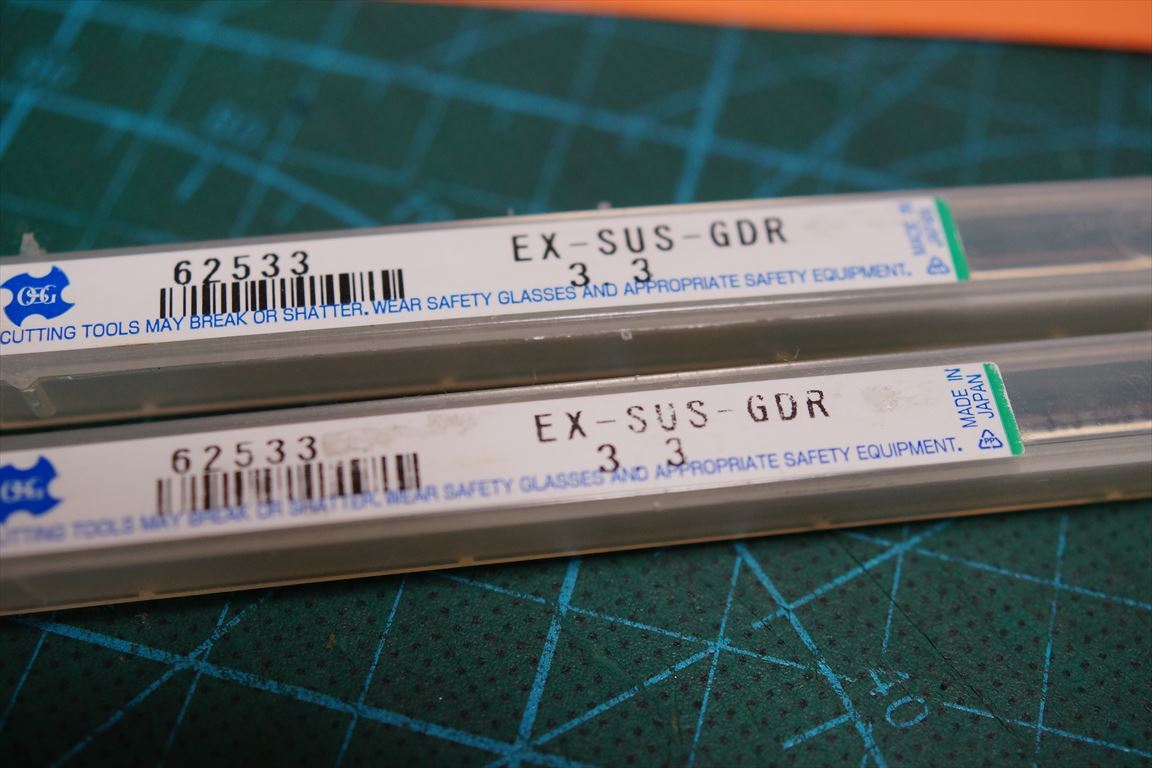 OSG
62533
EX-SUS-GDR
3.3
CUTTING TOOLS MAY BREAK OR SHATTER. WEAR SAFETY GLASSES AND APPROPRIATE SAFETY EQUIPMENT.
MADE IN
JAPAN
OSG
62533
EX-SUS-GDR
3.3
CUTTING TOOLS MAY BREAK OR SHATTER. WEAR SAFETY GLASSES AND APPROPRIATE SAFETY EQUIPMENT.
MADE IN
JAPAN
PP
10